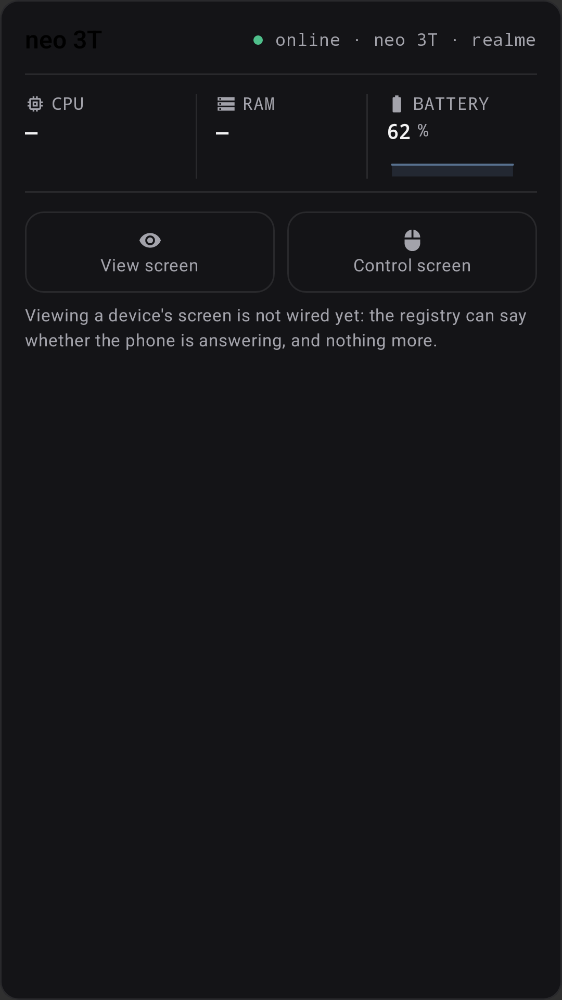 neo 3T
online · neo 3T · realme
CPU
–
RAM
–
BATTERY
62 %
View screen
Control screen
Viewing a device's screen is not wired yet: the registry can say
whether the phone is answering, and nothing more.